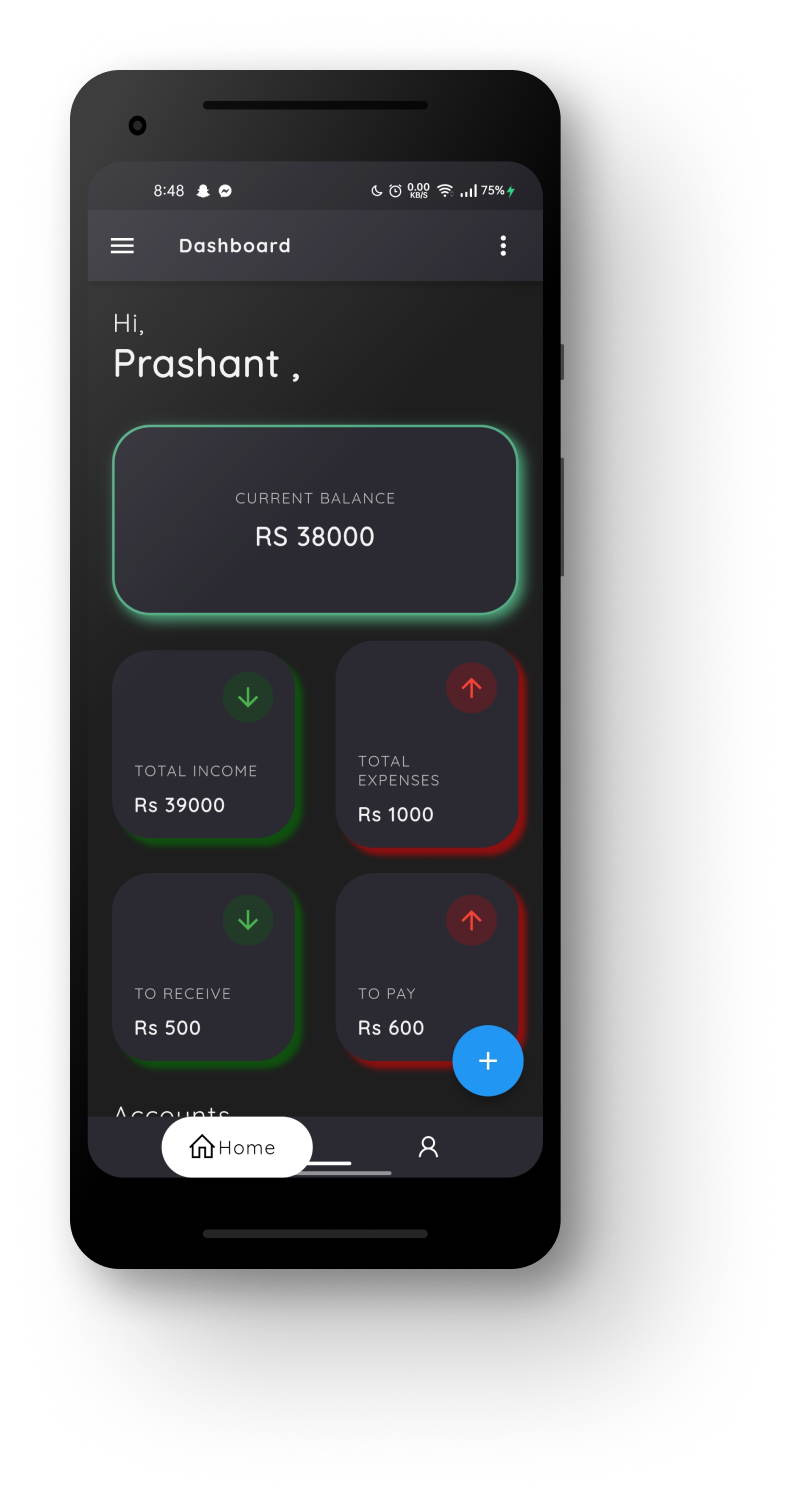 8:48 0.00 KB/S 75%
Dashboard
Hi,
Prashant ,
CURRENT BALANCE
RS 38000
TOTAL INCOME
Rs 39000
TOTAL
EXPENSES
Rs 1000
TO RECEIVE
Rs 500
TO PAY
Rs 600
Accounts
Home